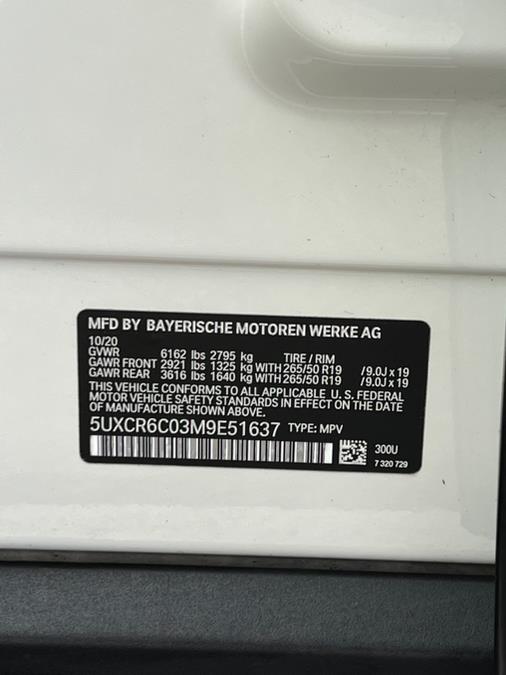 MFD BY BAYERISCHE MOTOREN WERKE AG
10/20
GVWR 6162 lbs 2795 kg TIRE / RIM
GAWR FRONT 2921 lbs 1325 kg WITH 265/50 R19 /9.0J x 19
GAWR REAR 3616 lbs 1640 kg WITH 265/50 R19 /9.0J x 19
THIS VEHICLE CONFORMS TO ALL APPLICABLE U.S. FEDERAL
MOTOR VEHICLE SAFETY STANDARDS IN EFFECT ON THE DATE
OF MANUFACTURE SHOWN ABOVE.
5UXCR6C03M9E51637 TYPE: MPV
300U
7 320 729